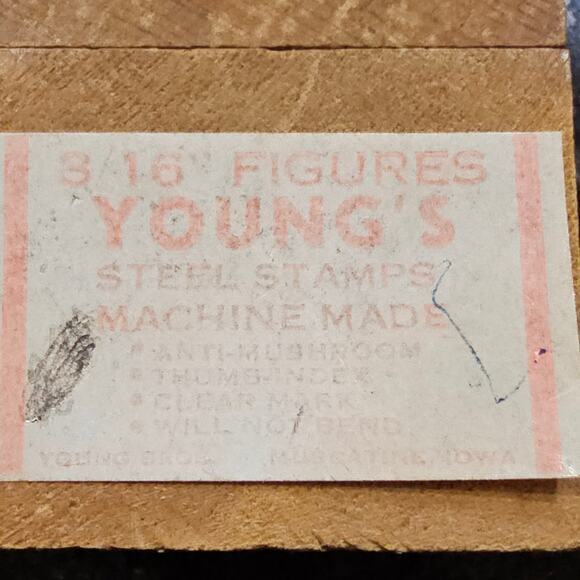 3/16" FIGURES
YOUNG'S
STEEL STAMPS
MACHINE MADE
• ANTI-MUSHROOM
• THUMB-INDEX
• CLEAR MARK
• WILL NOT BEND
YOUNG BROS. MUSCATINE, IOWA